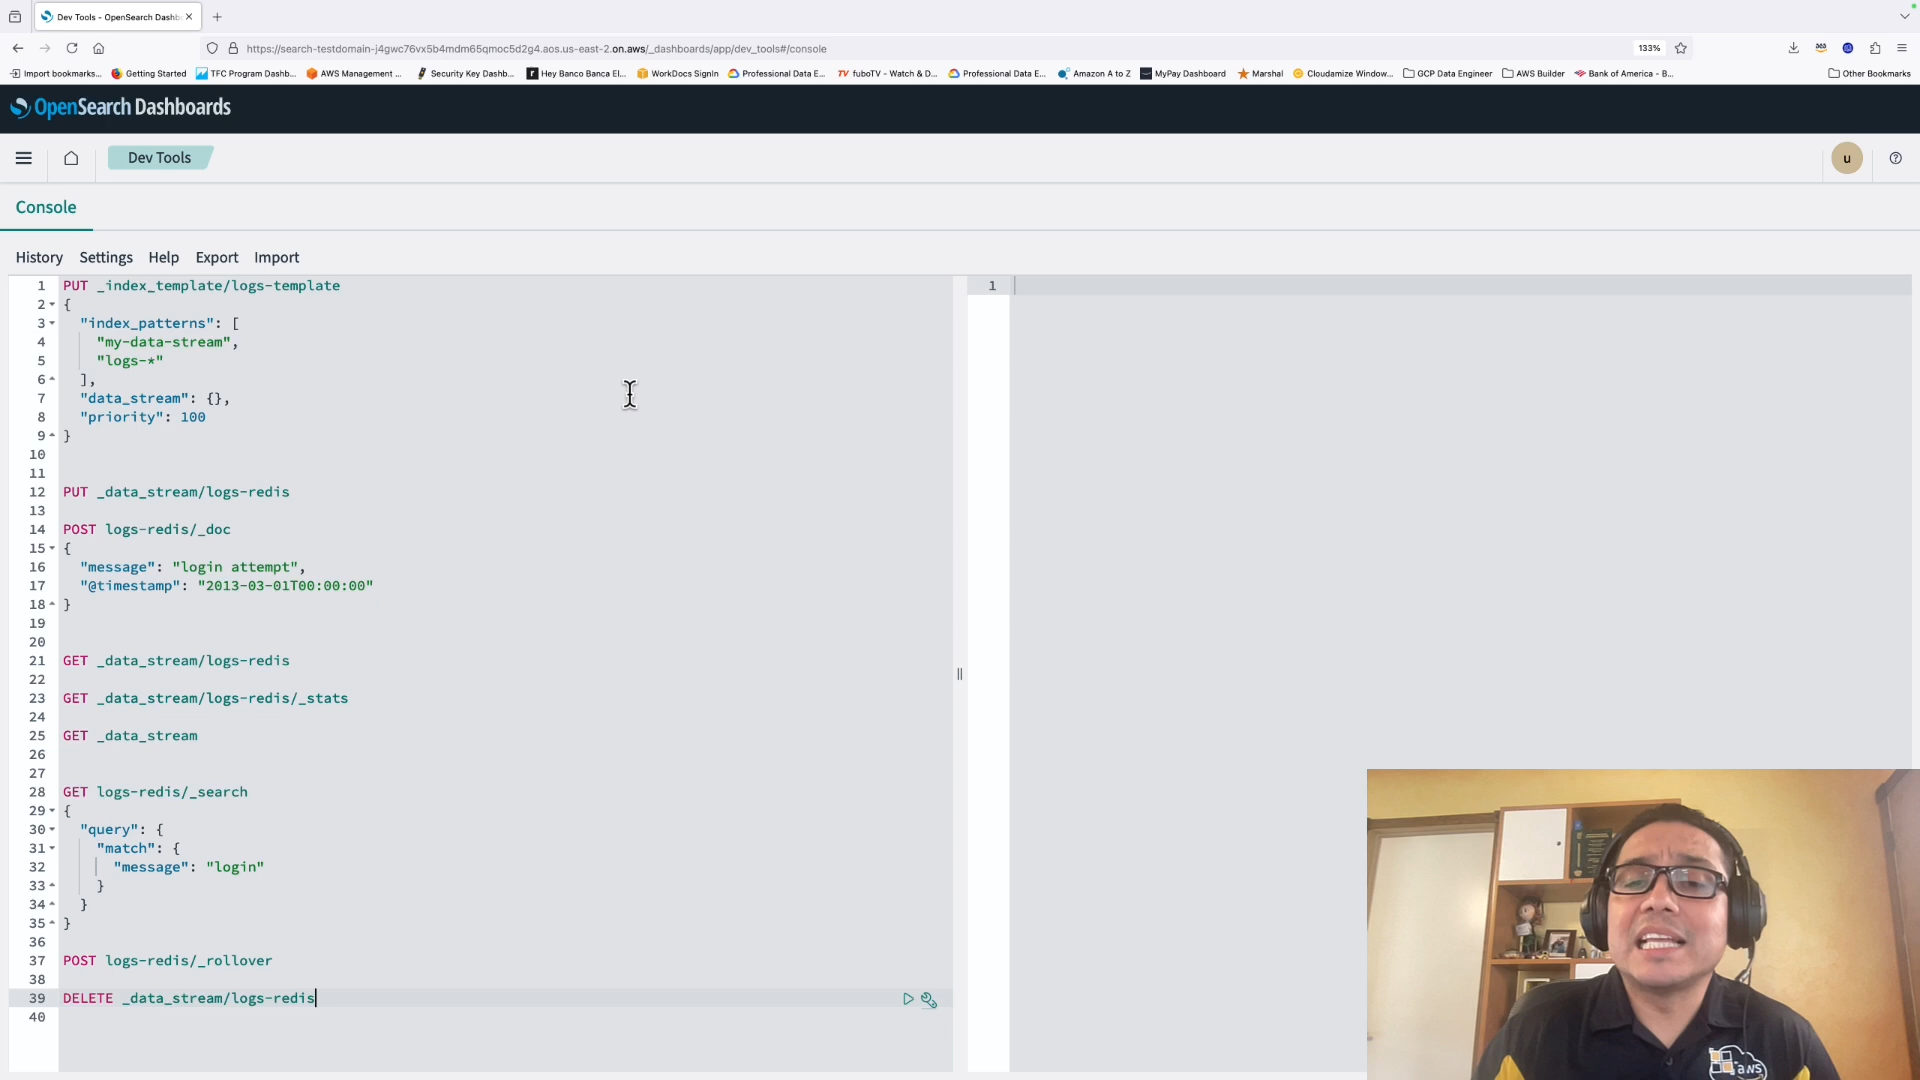 Dev Tools - OpenSearch Dashb
https://search-testdomain-j4gwc76vx5b4mdm65qmoc5d2g4.aos.us-east-2.on.aws/_dashboards/app/dev_tools#/console
133%
Import bookmarks... Getting Started TFC Program Dashb... AWS Management ... Security Key Dashb... Hey Banco Banca El... WorkDocs SignIn Professional Data E... fuboTV - Watch & D... Professional Data E... Amazon A to Z MyPay Dashboard Marshal Cloudamize Window... GCP Data Engineer AWS Builder Bank of America - B... Other Bookmarks
OpenSearch Dashboards
Dev Tools
u
Console
History Settings Help Export Import
1 PUT _index_template/logs-template
2 {
3 "index_patterns": [
4 "my-data-stream",
5 "logs-*"
6 ],
7 "data_stream": {},
8 "priority": 100
9 }
10
11
12 PUT _data_stream/logs-redis
13
14 POST logs-redis/_doc
15 {
16 "message": "login attempt",
17 "@timestamp": "2013-03-01T00:00:00"
18 }
19
20
21 GET _data_stream/logs-redis
22
23 GET _data_stream/logs-redis/_stats
24
25 GET _data_stream
26
27
28 GET logs-redis/_search
29 {
30 "query": {
31 "match": {
32 "message": "login"
33 }
34 }
35 }
36
37 POST logs-redis/_rollover
38
39 DELETE _data_stream/logs-redis
40
1
aws